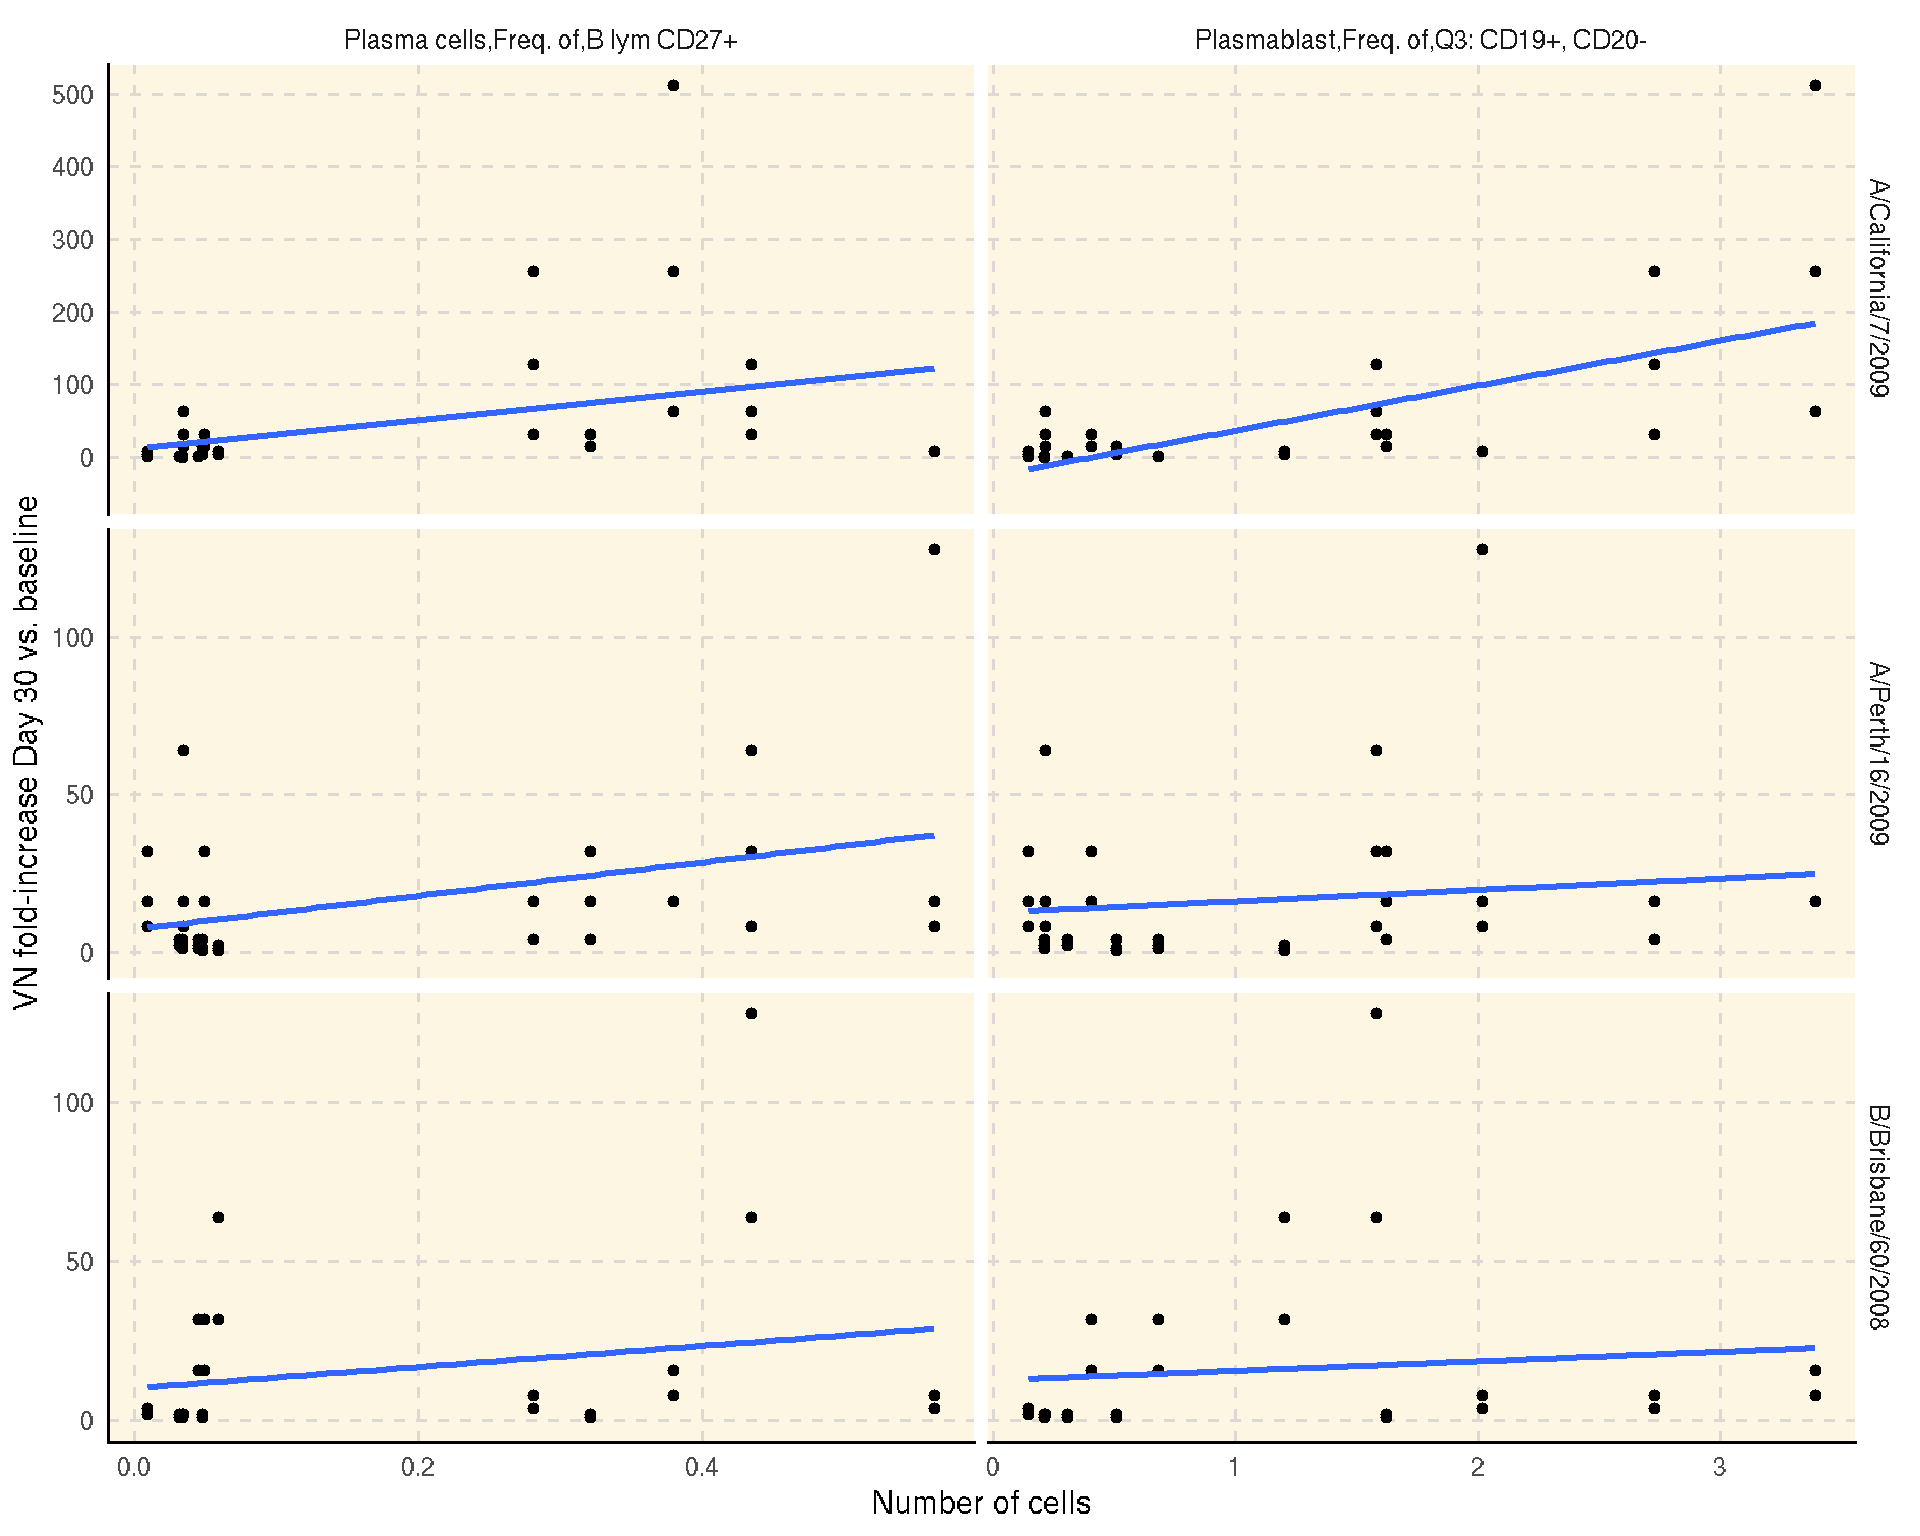 Plasma cells,Freq. of,B lym CD27+
Plasmablast,Freq. of,Q3: CD19+, CD20-
500
400
300
200
100
0
A/California/7/2009
100
50
0
A/Perth/16/2009
100
50
0
B/Brisbane/60/2008
VN fold-increase Day 30 vs. baseline
0.0
0.2
0.4
0
1
2
3
Number of cells